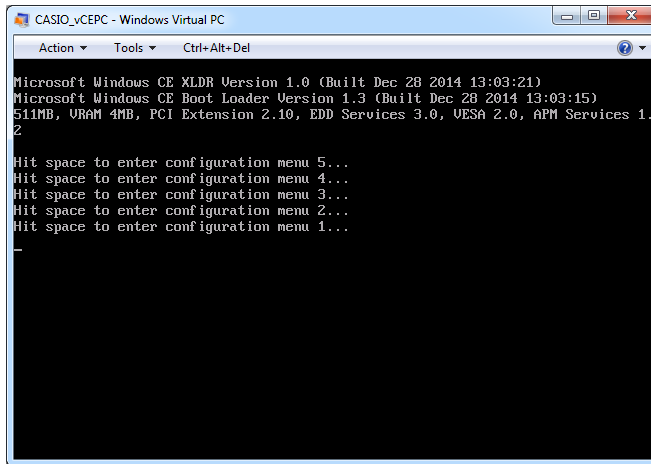 CASIO_vCEPC - Windows Virtual PC
Action Tools Ctrl+Alt+Del
Microsoft Windows CE XLDR Version 1.0 (Built Dec 28 2014 13:03:21)
Microsoft Windows CE Boot Loader Version 1.3 (Built Dec 28 2014 13:03:15)
511MB, VRAM 4MB, PCI Extension 2.10, EDD Services 3.0, VESA 2.0, APM Services 1.
2
Hit space to enter configuration menu 5...
Hit space to enter configuration menu 4...
Hit space to enter configuration menu 3...
Hit space to enter configuration menu 2...
Hit space to enter configuration menu 1...
_